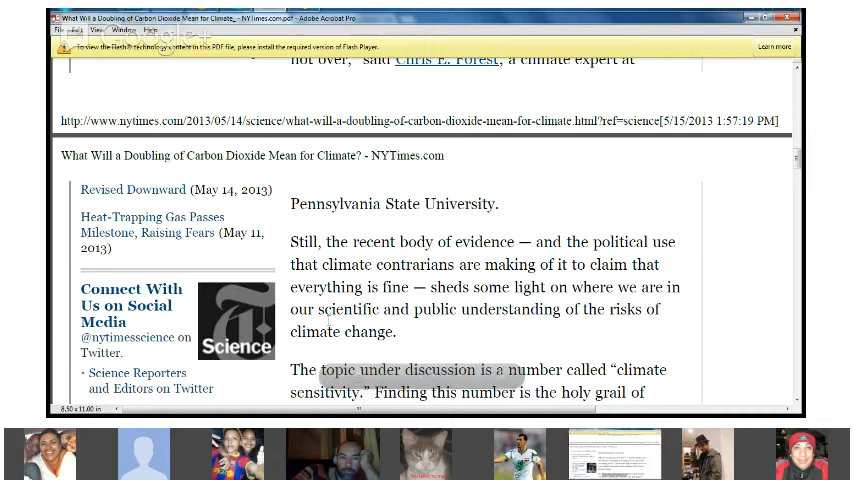 What Will a Doubling of Carbon Dioxide Mean for Climate_ - NYTimes.com.pdf - Adobe Acrobat Pro
File Edit View Window Help
Google+
To view the Flash® technology content in this PDF file, please install the required version of Flash Player.
Learn more
not over," said Chris E. Forest, a climate expert at
http://www.nytimes.com/2013/05/14/science/what-will-a-doubling-of-carbon-dioxide-mean-for-climate.html?ref=science[5/15/2013 1:57:19 PM]
What Will a Doubling of Carbon Dioxide Mean for Climate? - NYTimes.com
Revised Downward (May 14, 2013)
Heat-Trapping Gas Passes
Milestone, Raising Fears (May 11,
2013)
Connect With
Us on Social
Media
@nytimesscience on
Twitter.
• Science Reporters
and Editors on Twitter
Science
Pennsylvania State University.
Still, the recent body of evidence — and the political use
that climate contrarians are making of it to claim that
everything is fine — sheds some light on where we are in
our scientific and public understanding of the risks of
climate change.
The topic under discussion is a number called “climate
sensitivity.” Finding this number is the holy grail of
8.50 x 11.00 in